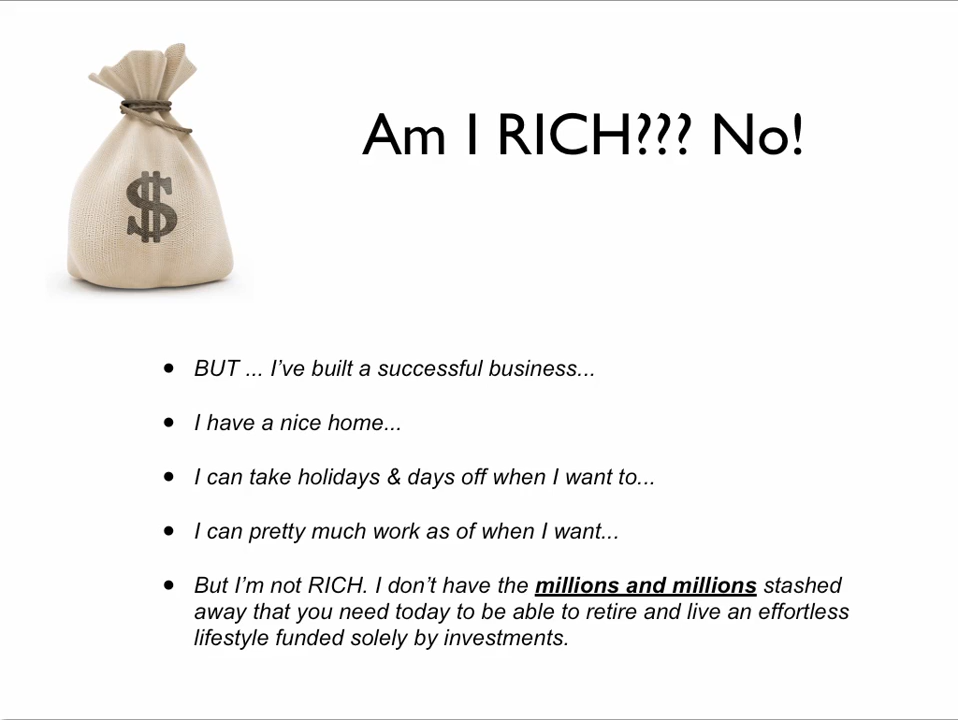 $
Am I RICH??? No!
• BUT ... I’ve built a successful business...
• I have a nice home...
• I can take holidays & days off when I want to...
• I can pretty much work as of when I want...
• But I’m not RICH. I don’t have the millions and millions stashed
away that you need today to be able to retire and live an effortless
lifestyle funded solely by investments.